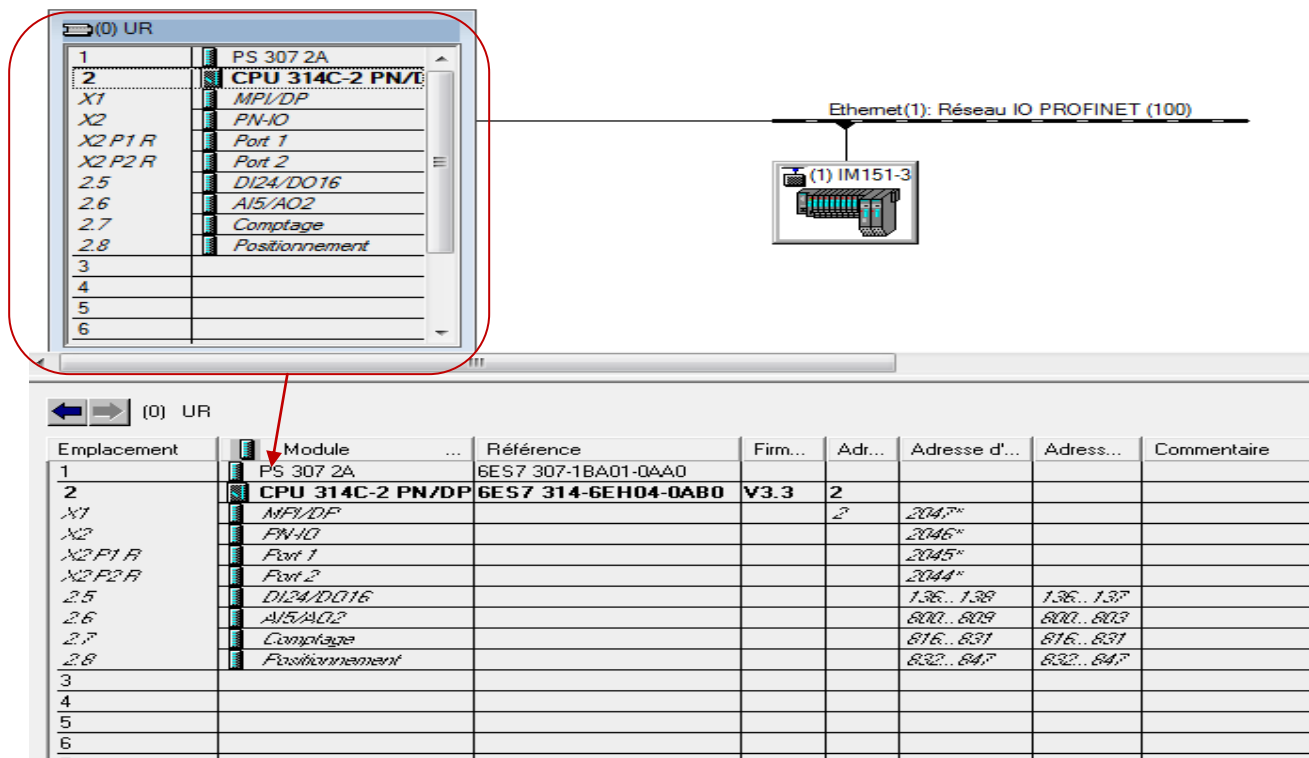 (0) UR
1 PS 307 2A
2 CPU 314C-2 PN/D
X1 MPI/DP
X2 PN-IO
X2 P1 R Port 1
X2 P2 R Port 2
2.5 DI24/DO16
2.6 AI5/AO2
2.7 Comptage
2.8 Positionnement
3
4
5
6
Ethernet(1): Réseau IO PROFINET (100)
(1) IM151-3
(0) UR
Emplacement Module ... Référence Firm... Adr... Adresse d'... Adress... Commentaire
1 PS 307 2A 6ES7 307-1BA01-0AA0
2 CPU 314C-2 PN/DP 6ES7 314-6EH04-0AB0 V3.3 2
X1 MPI/DP 2 2047*
X2 PN-IO 2046*
X2 P1 R Port 1 2045*
X2 P2 R Port 2 2044*
2.5 DI24/DO16 136...138 136...137
2.6 AI5/AO2 800...809 800...803
2.7 Comptage 816...831 816...831
2.8 Positionnement 832...847 832...847
3
4
5
6